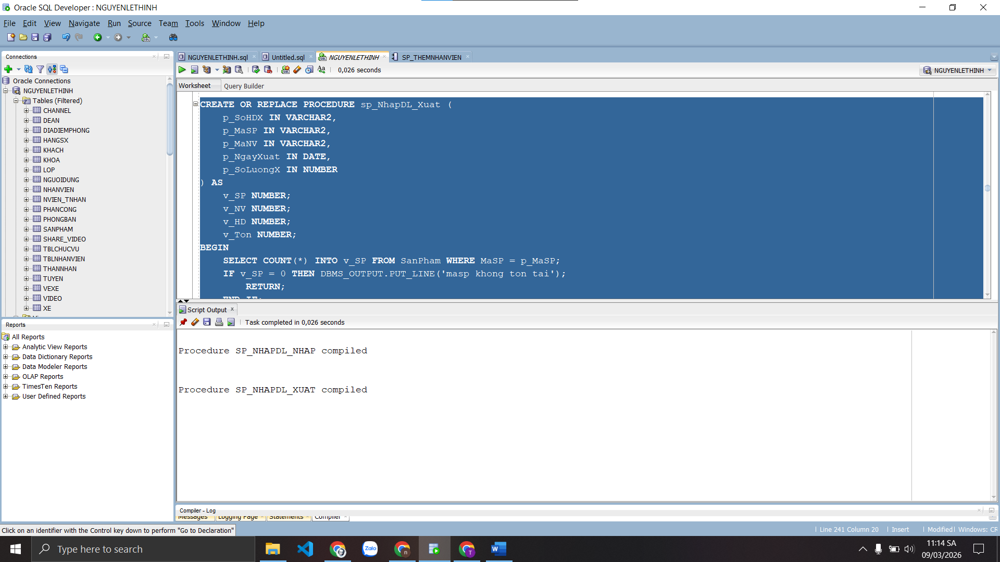 Oracle SQL Developer : NGUYENLETHINH
File Edit View Navigate Run Source Team Tools Window Help
Connections
Oracle Connections
NGUYENLETHINH
Tables (Filtered)
CHANNEL
DEAN
DIADIEMPHONG
HANGSX
KHACH
KHOA
LOP
NGUOIDUNG
NHANVIEN
NVIEN_TNHAN
PHANCONG
PHONGBAN
SANPHAM
SHARE_VIDEO
TBLCHUCVU
TBLNHANVIEN
THANNHAN
TUYEN
VEXE
VIDEO
XE
Reports
All Reports
Analytic View Reports
Data Dictionary Reports
Data Modeler Reports
OLAP Reports
TimesTen Reports
User Defined Reports
NGUYENLETHINH.sql Untitled.sql NGUYENLETHINH SP_THEMNHANVIEN
0,026 seconds
NGUYENLETHINH
Worksheet Query Builder
CREATE OR REPLACE PROCEDURE sp_NhapDL_Xuat (
p_SoHDX IN VARCHAR2,
p_MaSP IN VARCHAR2,
p_MaNV IN VARCHAR2,
p_NgayXuat IN DATE,
p_SoLuongX IN NUMBER
) AS
v_SP NUMBER;
v_NV NUMBER;
v_HD NUMBER;
v_Ton NUMBER;
BEGIN
SELECT COUNT(*) INTO v_SP FROM SanPham WHERE MaSP = p_MaSP;
IF v_SP = 0 THEN DBMS_OUTPUT.PUT_LINE('masp khong ton tai');
RETURN;
END IF;
Script Output
Task completed in 0,026 seconds
Procedure SP_NHAPDL_NHAP compiled
Procedure SP_NHAPDL_XUAT compiled
Compiler - Log
Messages Logging Page Statements Compiler
Click on an identifier with the Control key down to perform "Go to Declaration"
Line 241 Column 20 Insert Modified Windows: CR
Type here to search
Zalo
11:14 SA
09/03/2026